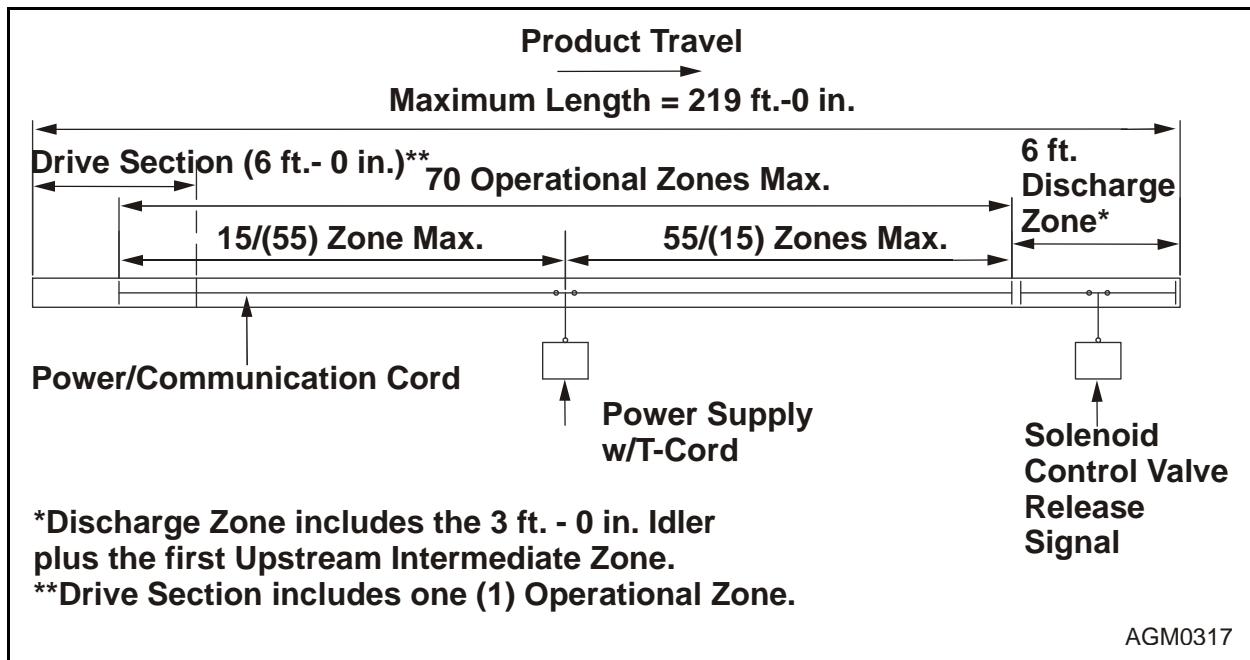 Product Travel
Maximum Length = 219 ft.-0 in.
Drive Section (6 ft.- 0 in.)**
70 Operational Zones Max.
6 ft.
Discharge
Zone*
15/(55) Zone Max.
55/(15) Zones Max.
Power/Communication Cord
Power Supply
w/T-Cord
Solenoid
Control Valve
Release
Signal
*Discharge Zone includes the 3 ft. - 0 in. Idler
plus the first Upstream Intermediate Zone.
**Drive Section includes one (1) Operational Zone.
AGM0317